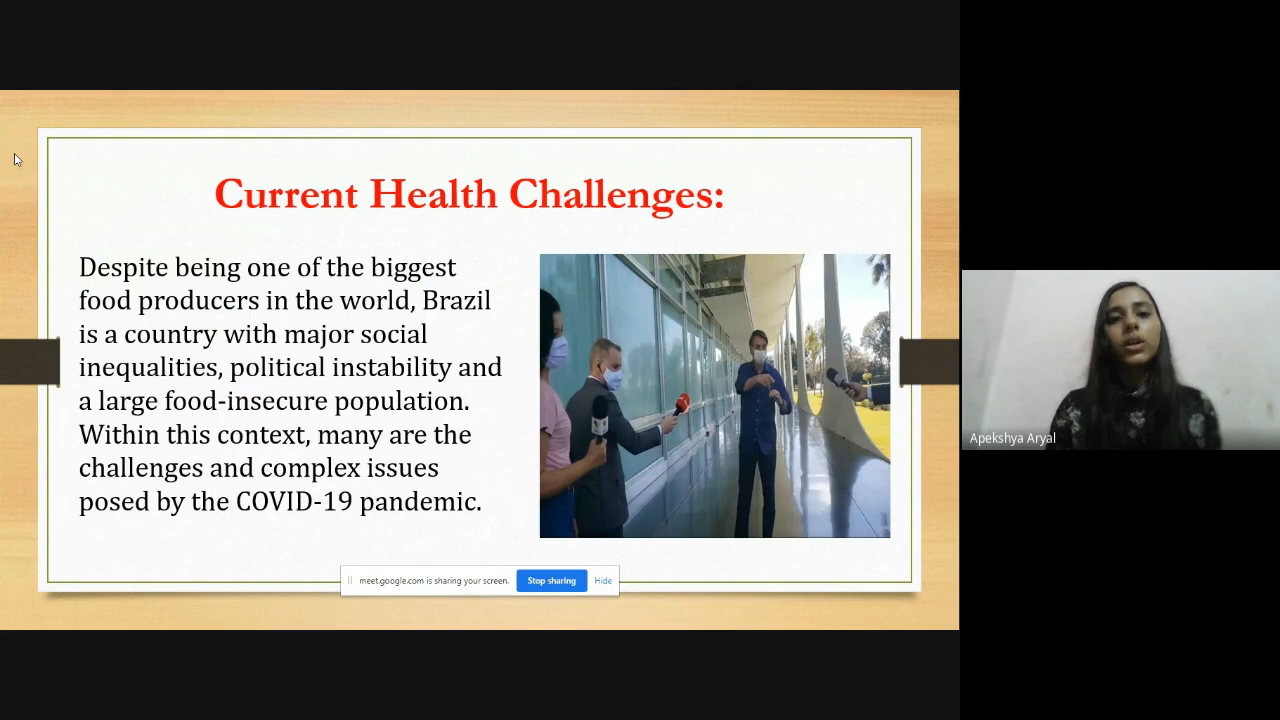 Current Health Challenges:
Despite being one of the biggest
food producers in the world, Brazil
is a country with major social
inequalities, political instability and
a large food-insecure population.
Within this context, many are the
challenges and complex issues
posed by the COVID-19 pandemic.
meet.google.com is sharing your screen.
Stop sharing
Hide
Apekshya Aryal